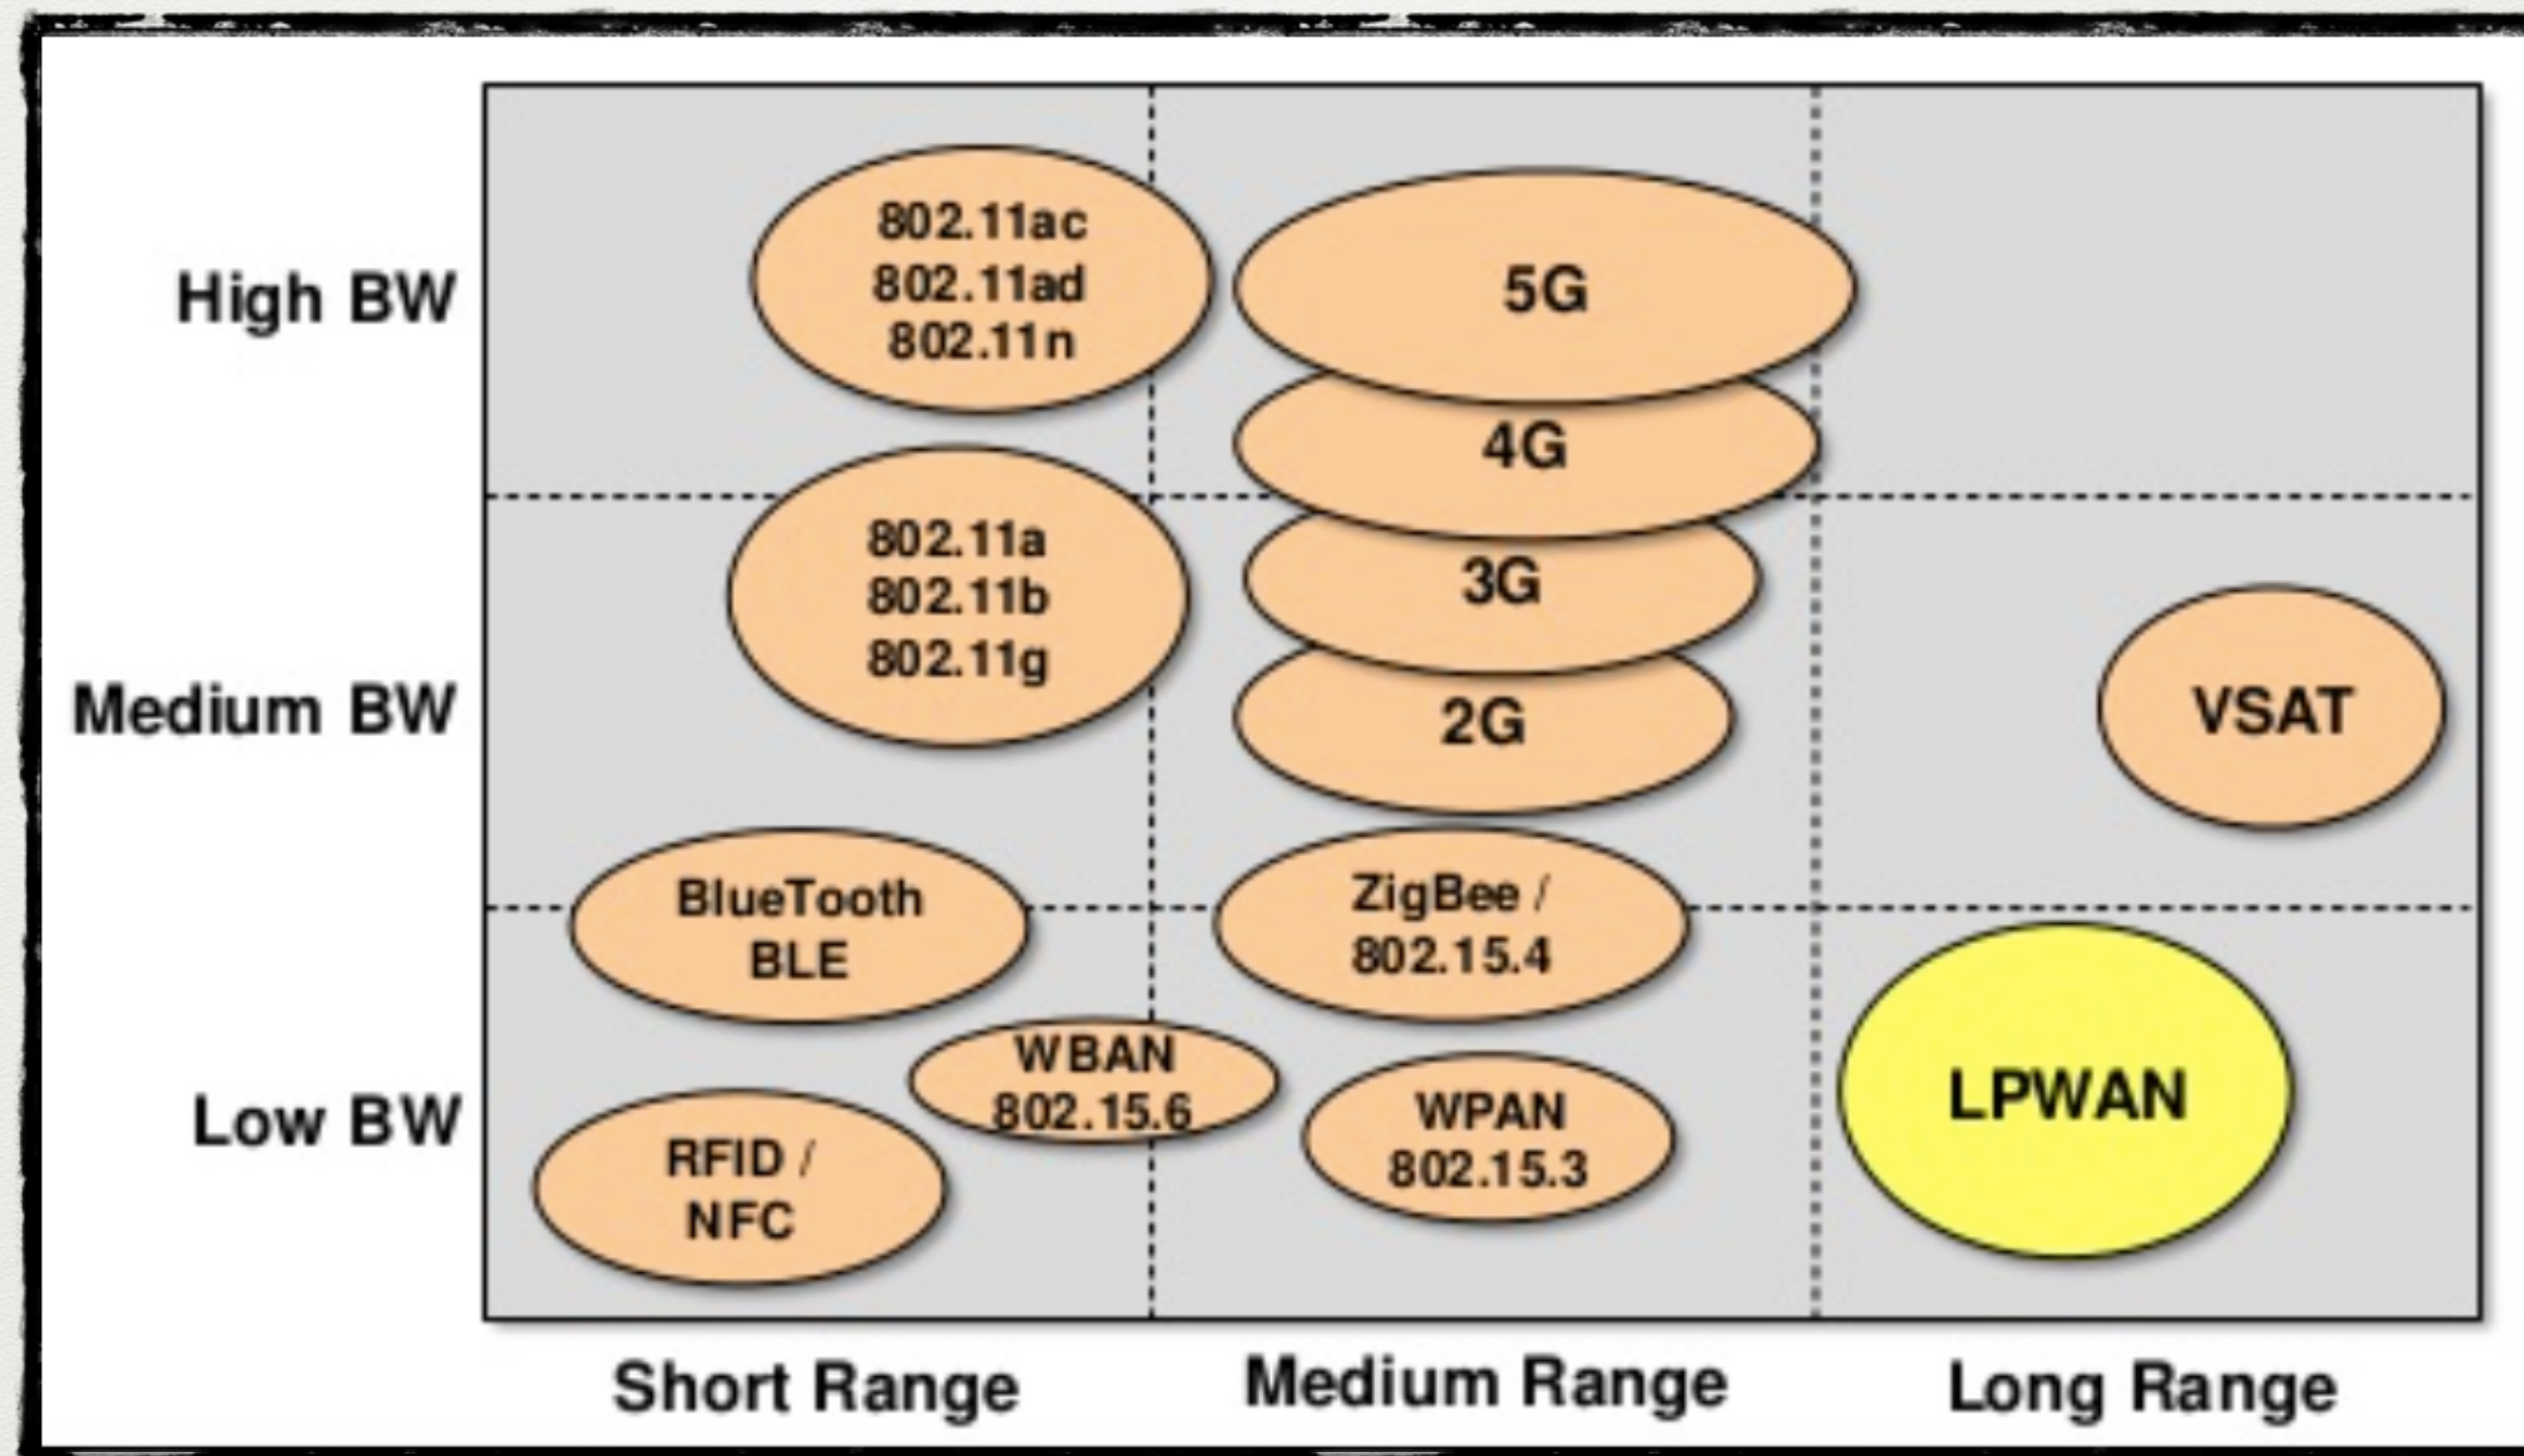 High BW
802.11ac
802.11ad
802.11n
5G
4G
Medium BW
802.11a
802.11b
802.11g
3G
2G
VSAT
Low BW
BlueTooth
BLE
ZigBee /
802.15.4
WBAN
802.15.6
RFID /
NFC
WPAN
802.15.3
LPWAN
Short Range
Medium Range
Long Range